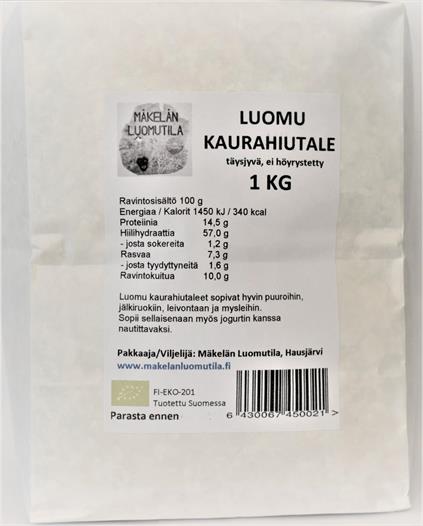 MÄKELÄN
LUOMUTILA
LUOMU
KAURAHIUTALE
täysjyvä, ei höyrystetty
1 KG
Ravintosisältö 100 g
Energiaa / Kalorit 1450 kJ / 340 kcal
Proteiinia 14,5 g
Hiilihydraattia 57,0 g
- josta sokereita 1,2 g
Rasvaa 7,3 g
- josta tyydyttyneitä 1,6 g
Ravintokuitua 10,0 g
Luomu kaurahiutaleet sopivat hyvin puuroihin,
jälkiruokiin, leivontaan ja mysleihin.
Sopii sellaisenaan myös jogurtin kanssa
nautittavaksi.
Pakkaaja/Viljelijä: Mäkelän Luomutila, Hausjärvi
www.makelanluomutila.fi
FI-EKO-201
Tuotettu Suomessa
Parasta ennen
6 430067 450021 >